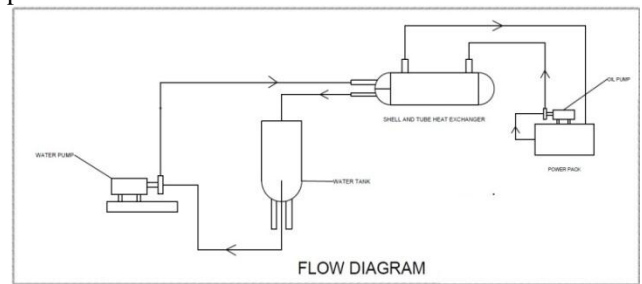 OIL PUMP
SHELL AND TUBE HEAT EXCHANGER
WATER PUMP
POWER PACK
WATER TANK
FLOW DIAGRAM